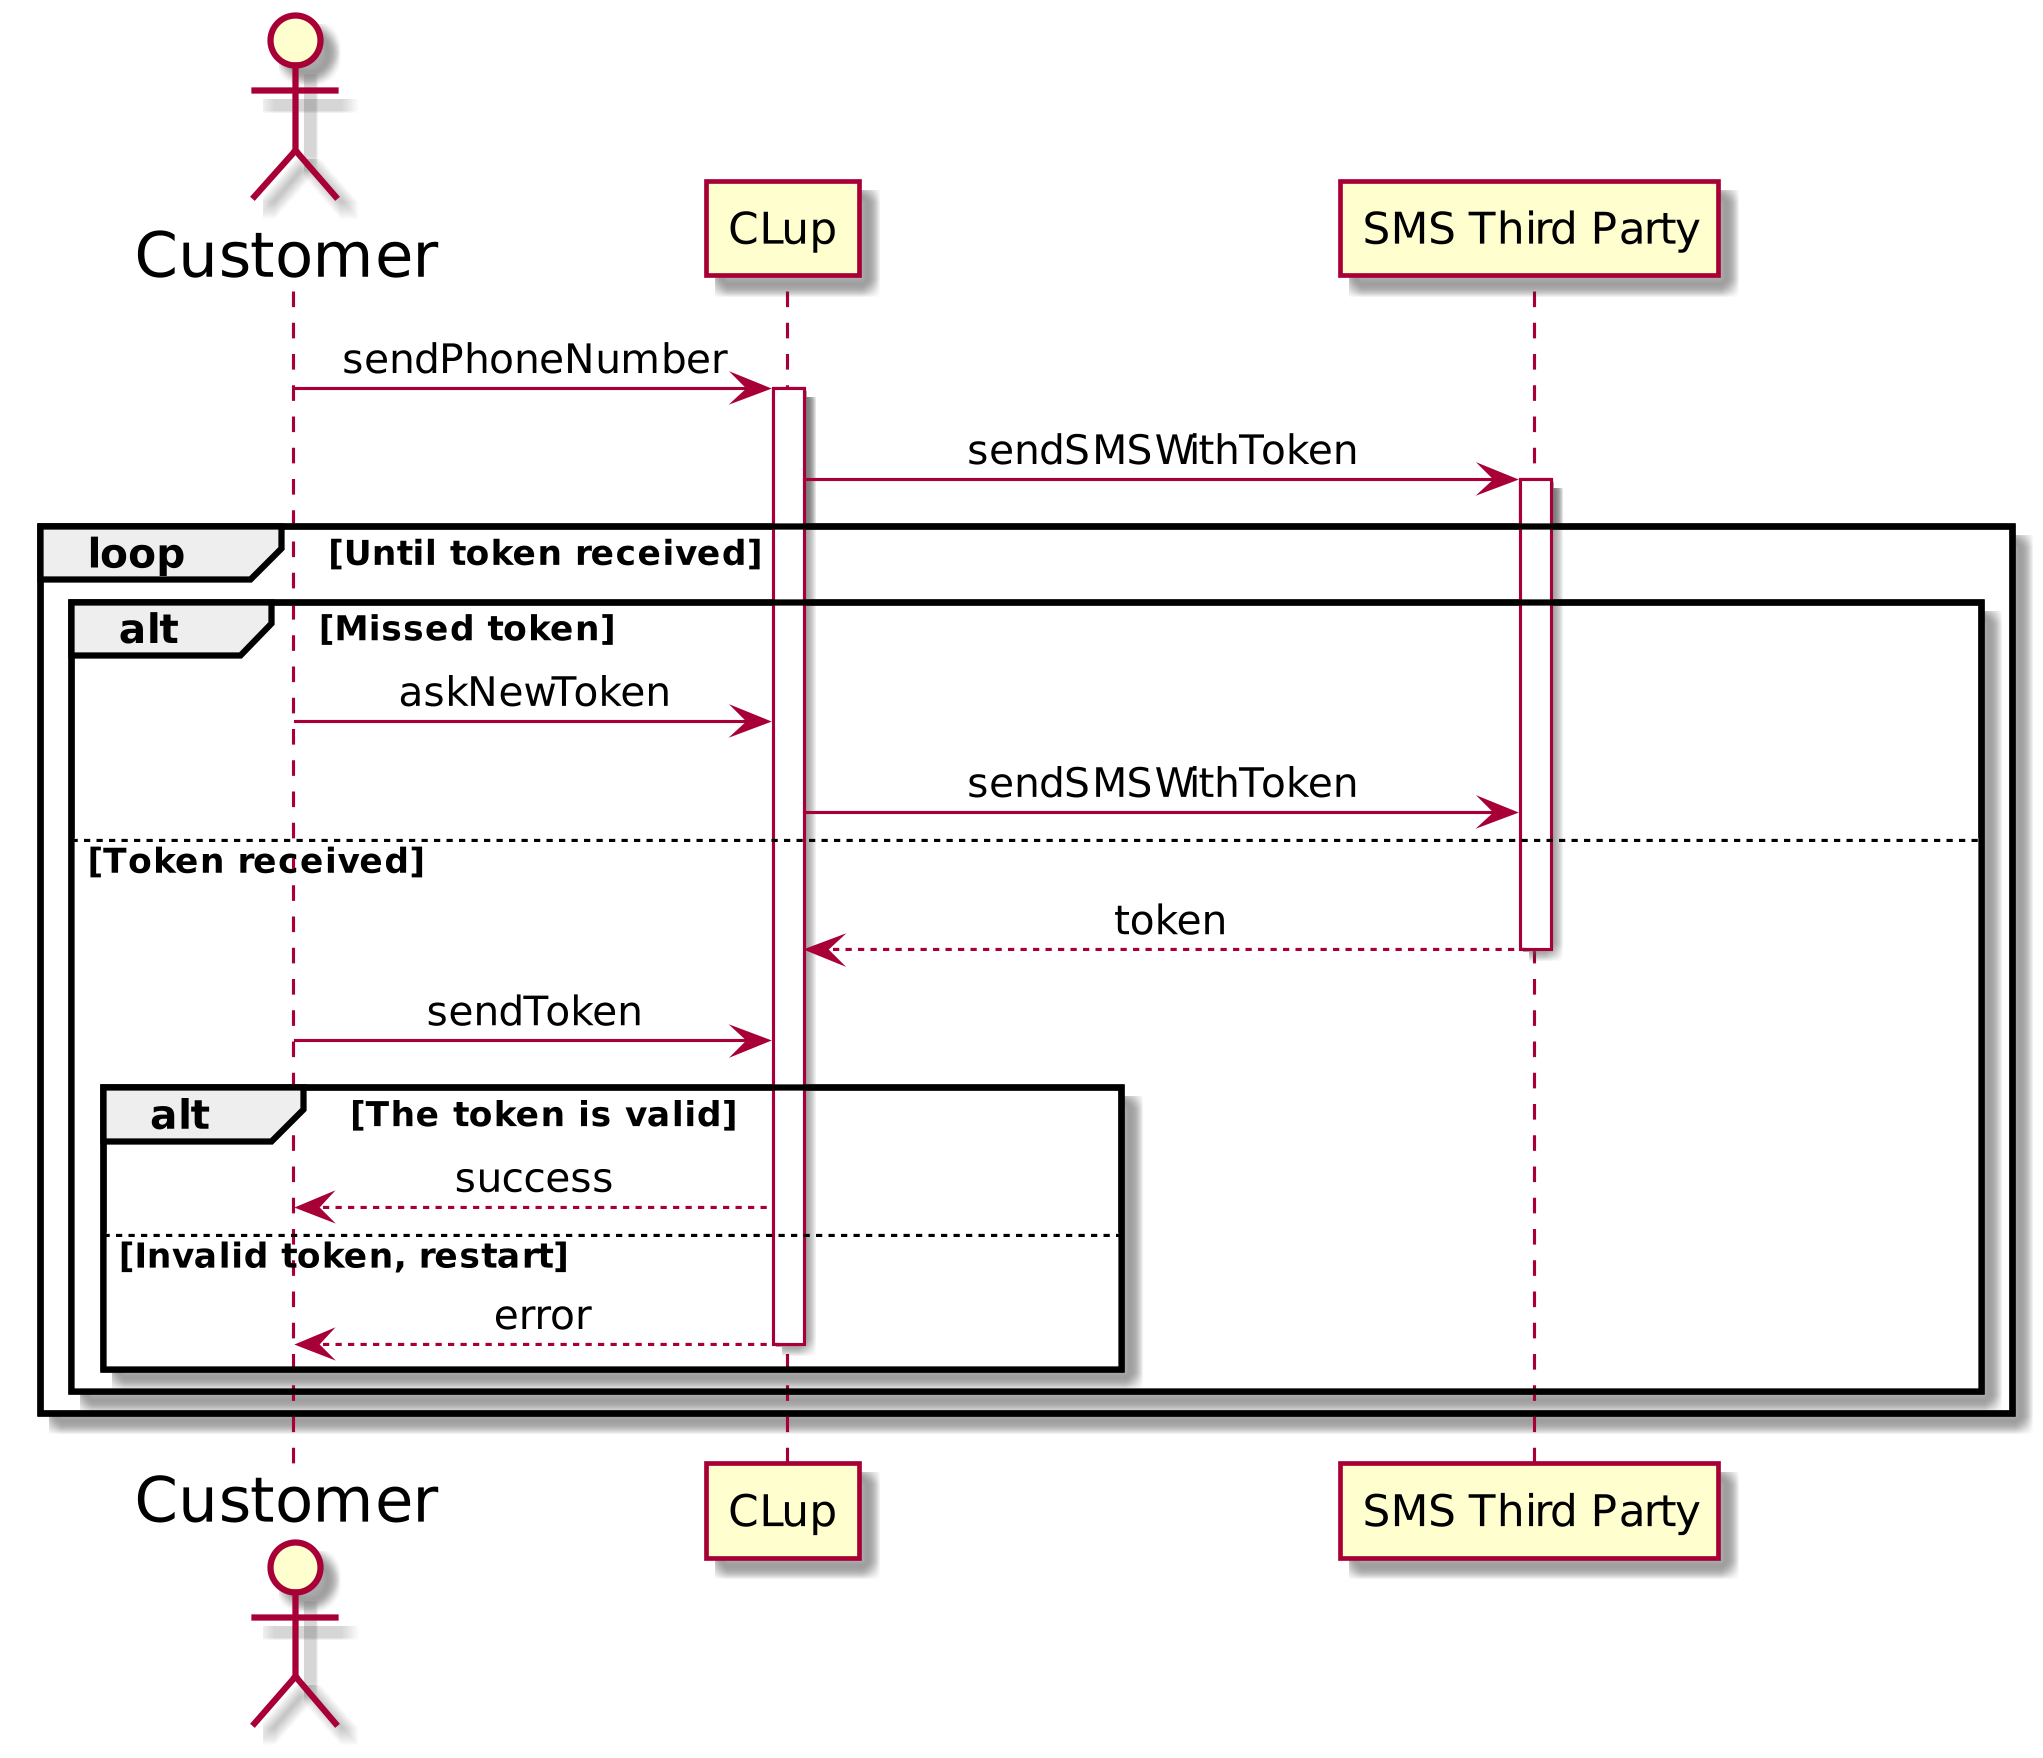 Customer
CLup
SMS Third Party
sendPhoneNumber
sendSMSWithToken
loop
[Until token received]
alt
[Missed token]
askNewToken
sendSMSWithToken
[Token received]
token
sendToken
alt
[The token is valid]
success
[Invalid token, restart]
error
Customer
CLup
SMS Third Party